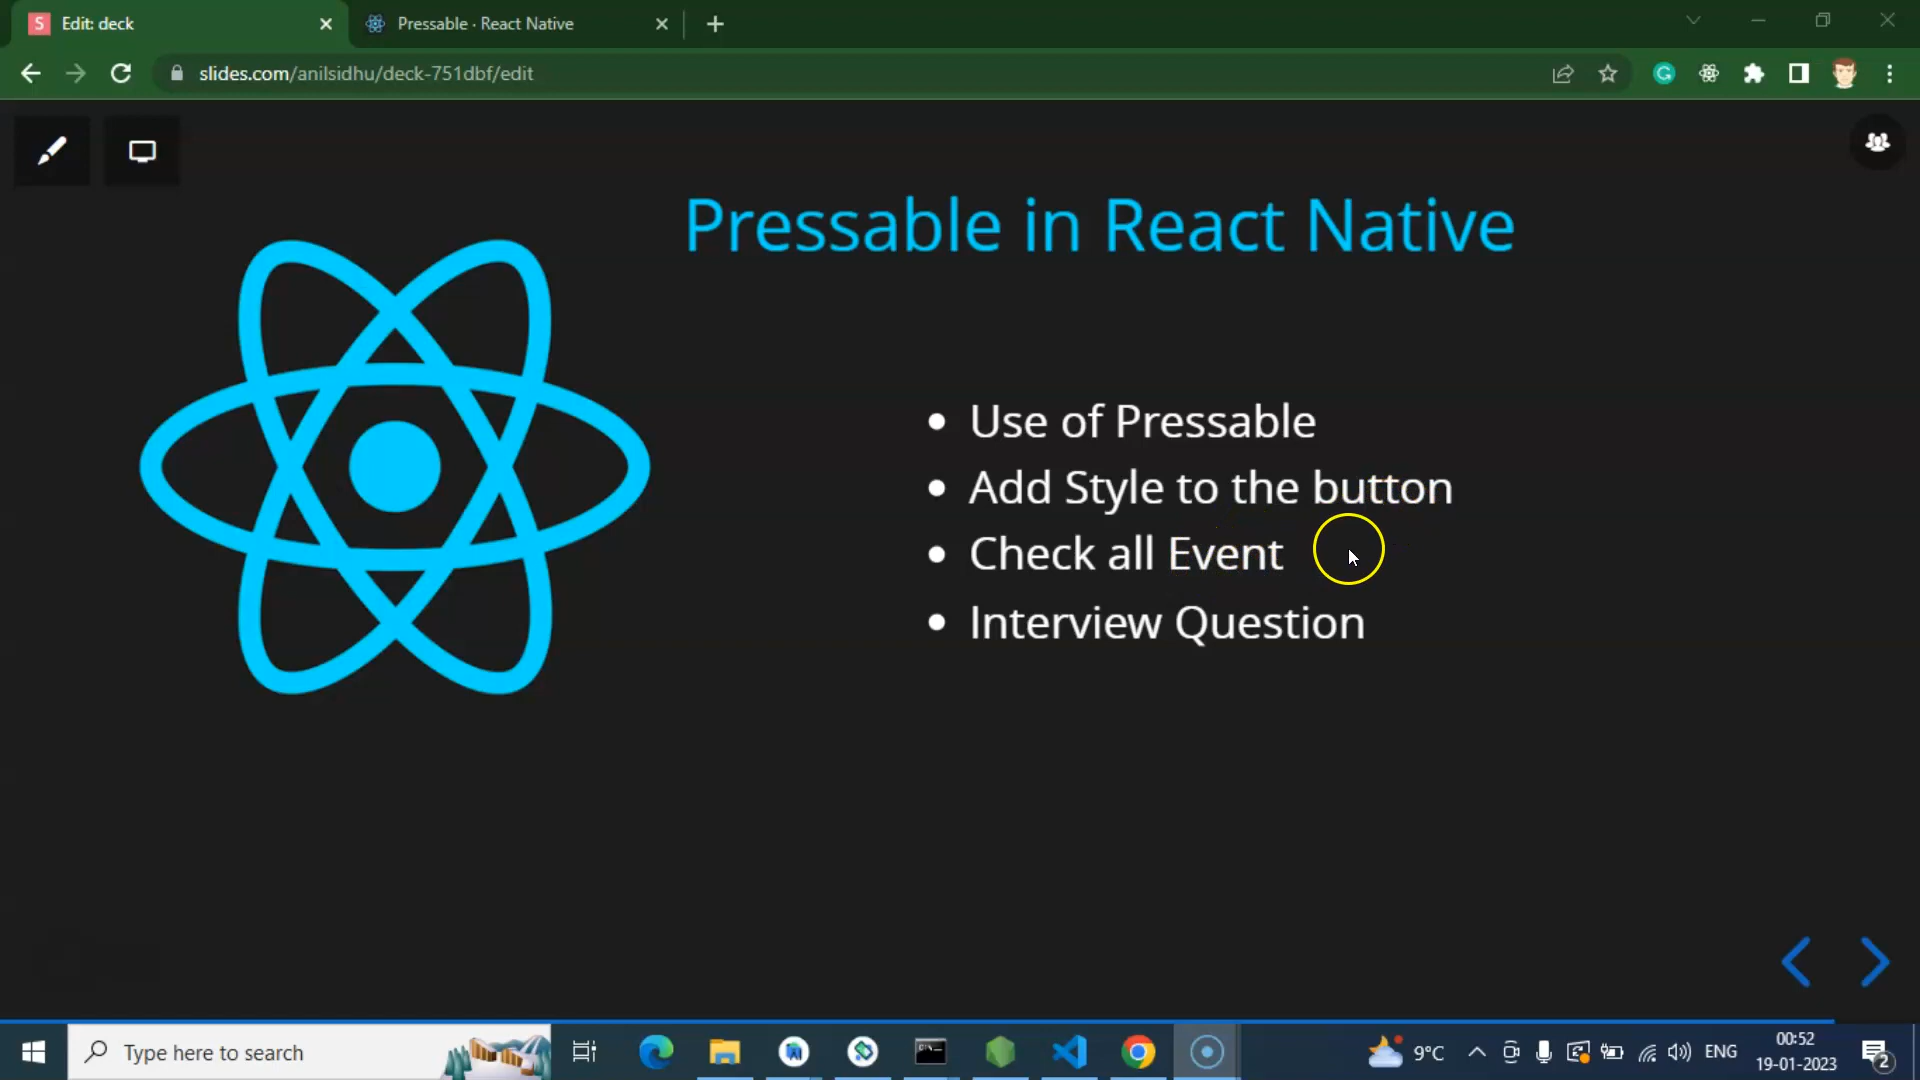 S Edit: deck
Pressable · React Native
slides.com/anilsidhu/deck-751dbf/edit
Pressable in React Native
• Use of Pressable
• Add Style to the button
• Check all Event
• Interview Question
Type here to search
9°C
ENG
00:52
19-01-2023
2